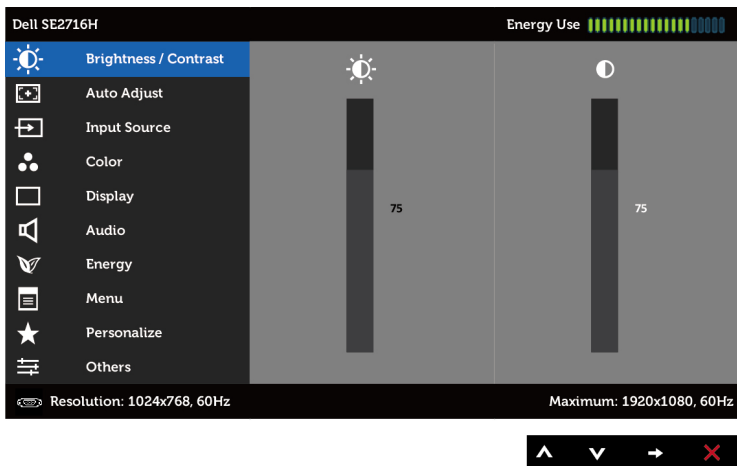 Dell SE2716H
Energy Use
Brightness / Contrast
Auto Adjust
Input Source
Color
Display
Audio
Energy
Menu
Personalize
Others
75
75
Resolution: 1024x768, 60Hz
Maximum: 1920x1080, 60Hz